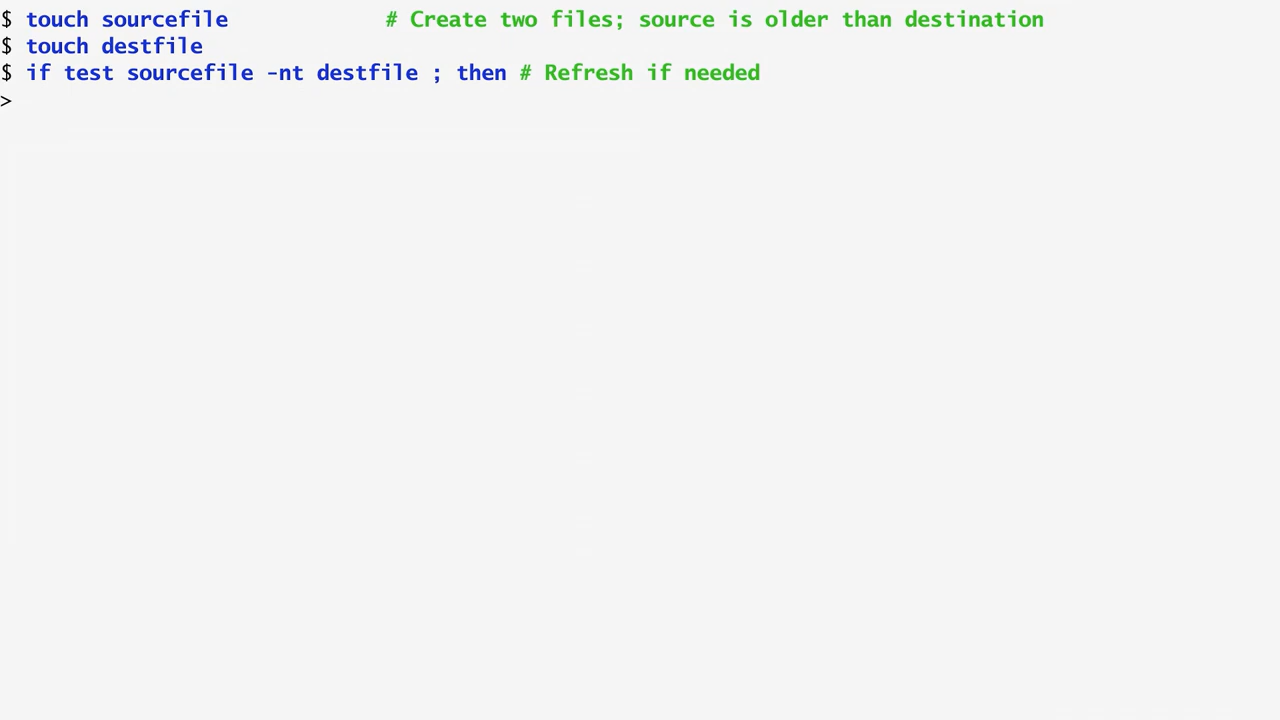 $ touch sourcefile # Create two files; source is older than destination
$ touch destfile
$ if test sourcefile -nt destfile ; then # Refresh if needed
>